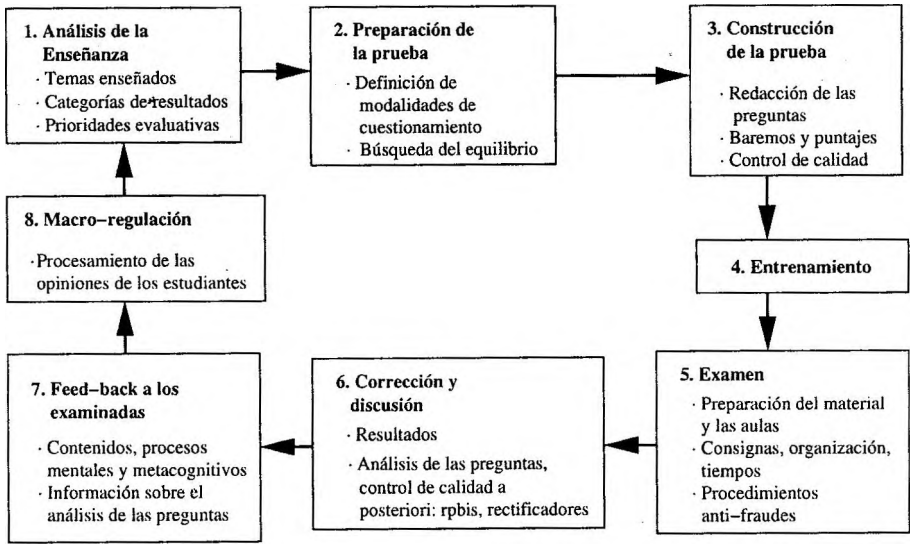 1. Análisis de la
Enseñanza
· Temas enseñados
· Categorías de resultados
· Prioridades evaluativas
2. Preparación de
la prueba
· Definición de
modalidades de
cuestionamiento
· Búsqueda del equilibrio
3. Construcción
de la prueba
· Redacción de las
preguntas
· Baremos y puntajes
· Control de calidad
4. Entrenamiento
5. Examen
· Preparación del material
y las aulas
· Consignas, organización,
tiempos
· Procedimientos
anti–fraudes
6. Corrección y
discusión
· Resultados
· Análisis de las preguntas,
control de calidad a
posteriori: rpbis, rectificadores
7. Feed–back a los
examinadas
· Contenidos, procesos
mentales y metacognitivos
· Información sobre el
análisis de las preguntas
8. Macro–regulación
· Procesamiento de las
opiniones de los estudiantes